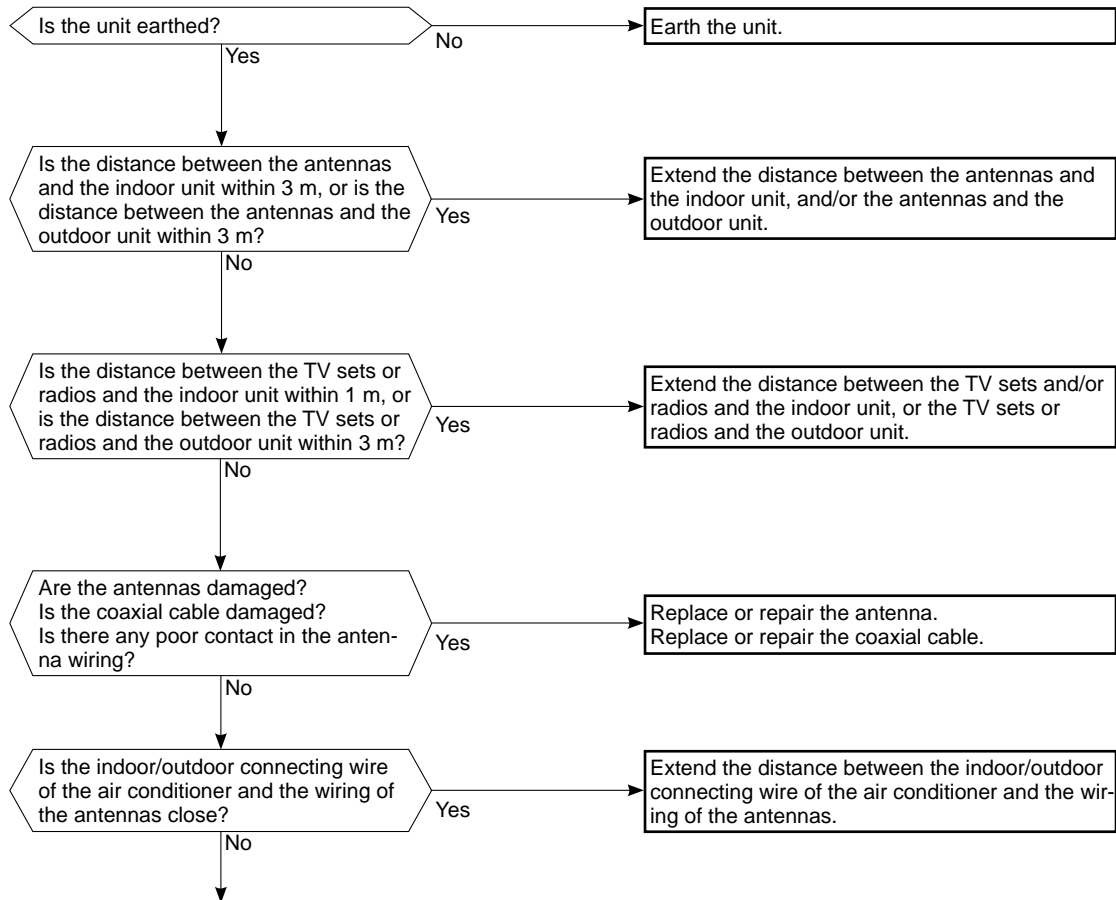 Is the unit earthed?
No
Earth the unit.
Yes
Is the distance between the antennas
and the indoor unit within 3 m, or is the
distance between the antennas and the
outdoor unit within 3 m?
Yes
Extend the distance between the antennas and
the indoor unit, and/or the antennas and the
outdoor unit.
No
Is the distance between the TV sets or
radios and the indoor unit within 1 m, or
is the distance between the TV sets or
radios and the outdoor unit within 3 m?
Yes
Extend the distance between the TV sets and/or
radios and the indoor unit, or the TV sets or
radios and the outdoor unit.
No
Are the antennas damaged?
Is the coaxial cable damaged?
Is there any poor contact in the anten-
na wiring?
Yes
Replace or repair the antenna.
Replace or repair the coaxial cable.
No
Is the indoor/outdoor connecting wire
of the air conditioner and the wiring of
the antennas close?
Yes
Extend the distance between the indoor/outdoor
connecting wire of the air conditioner and the wir-
ing of the antennas.
No